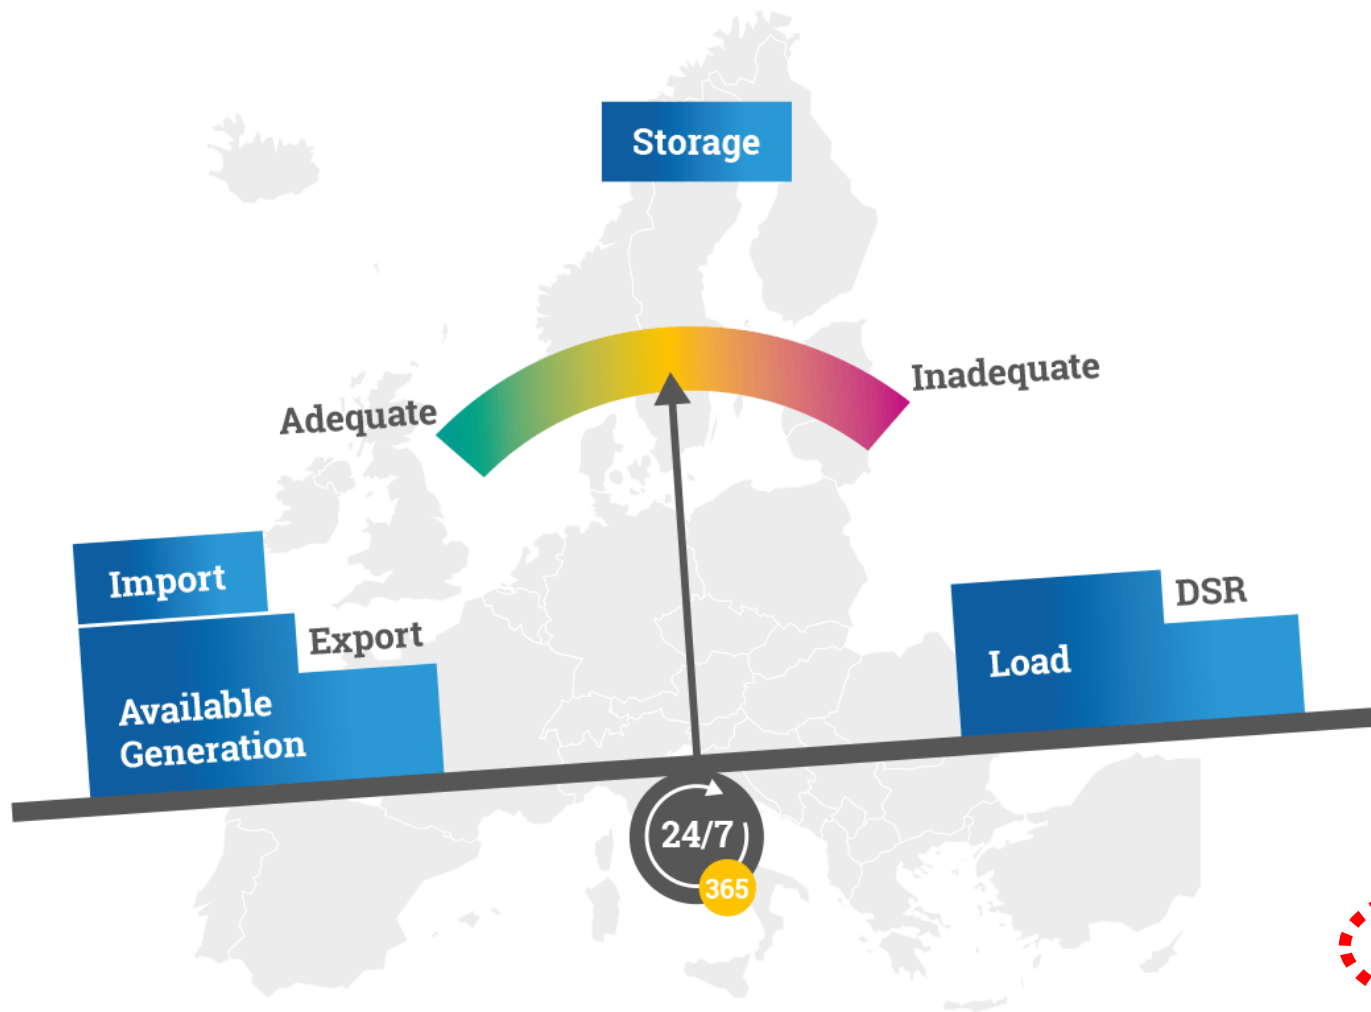 Storage
Adequate
Inadequate
Import
Export
Available
Generation
Load
DSR
24/7
365